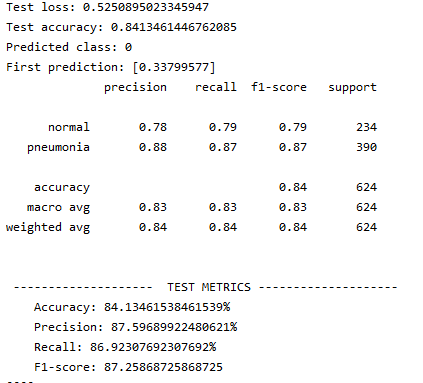 Test loss: 0.5250895023345947
Test accuracy: 0.8413461446762085
Predicted class: 0
First prediction: [0.33799577]
precision recall f1-score support
normal 0.78 0.79 0.79 234
pneumonia 0.88 0.87 0.87 390
accuracy 0.84 624
macro avg 0.83 0.83 0.83 624
weighted avg 0.84 0.84 0.84 624
-------------------- TEST METRICS --------------------
Accuracy: 84.13461538461539%
Precision: 87.59689922480621%
Recall: 86.92307692307692%
F1-score: 87.25868725868725
----